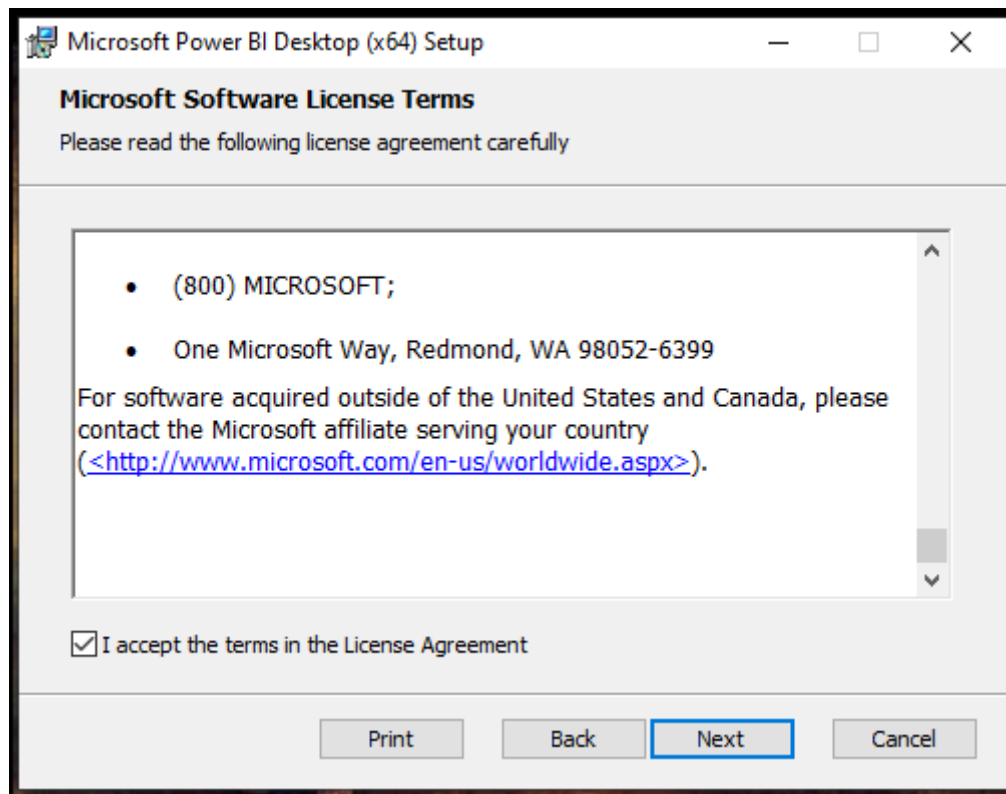 Microsoft Power BI Desktop (x64) Setup
Microsoft Software License Terms
Please read the following license agreement carefully
• (800) MICROSOFT;
• One Microsoft Way, Redmond, WA 98052-6399
For software acquired outside of the United States and Canada, please
contact the Microsoft affiliate serving your country
(<http://www.microsoft.com/en-us/worldwide.aspx>).
I accept the terms in the License Agreement
Print Back Next Cancel